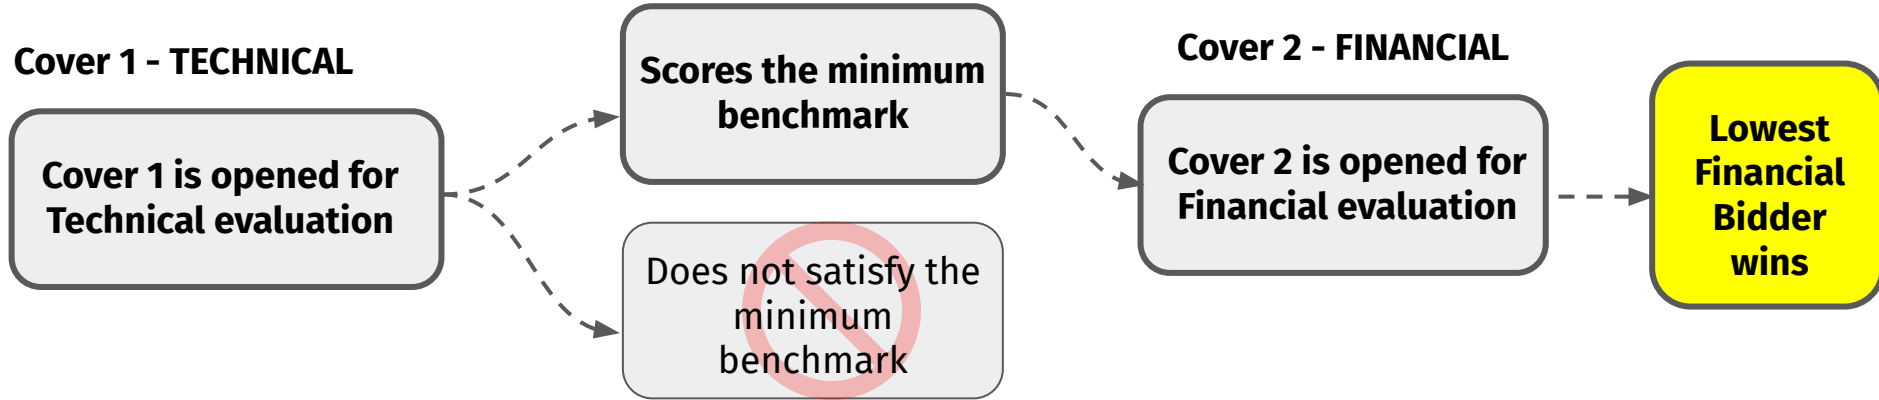 Cover 1 - TECHNICAL
Cover 1 is opened for
Technical evaluation
Scores the minimum
benchmark
Does not satisfy the
minimum
benchmark
Cover 2 - FINANCIAL
Cover 2 is opened for
Financial evaluation
Lowest
Financial
Bidder
wins